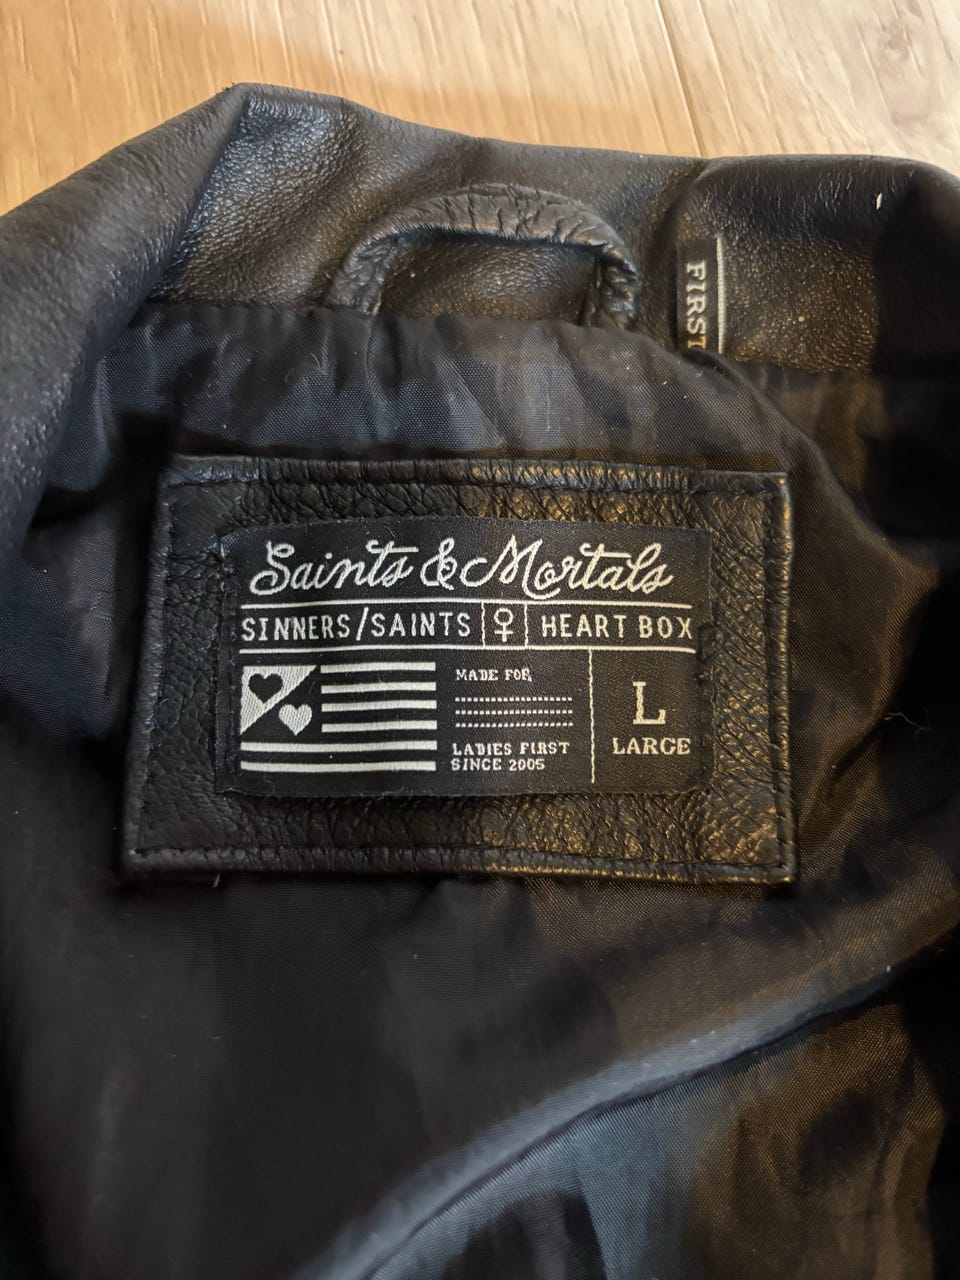 FIRST
Saints & Mortals
SINNERS/SAINTS ♀ HEART BOX
MADE FOR
LADIES FIRST
SINCE 2005
L
LARGE